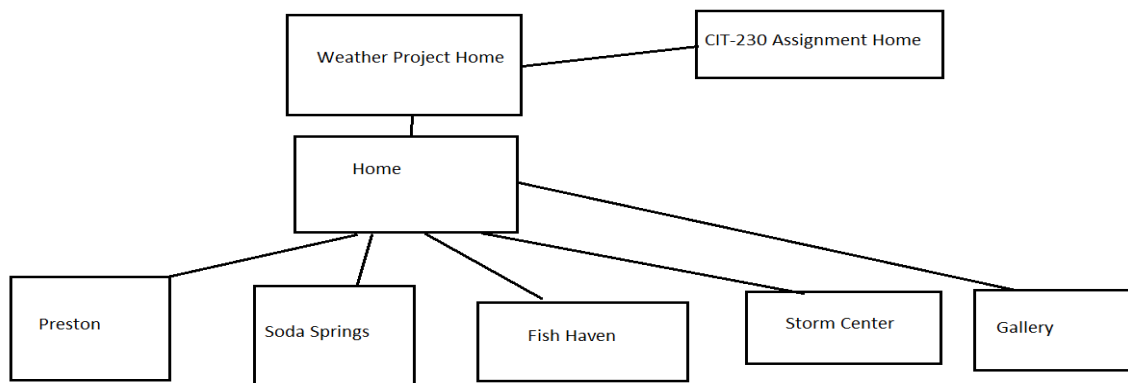 Weather Project Home
CIT-230 Assignment Home
Home
Preston
Soda Springs
Fish Haven
Storm Center
Gallery